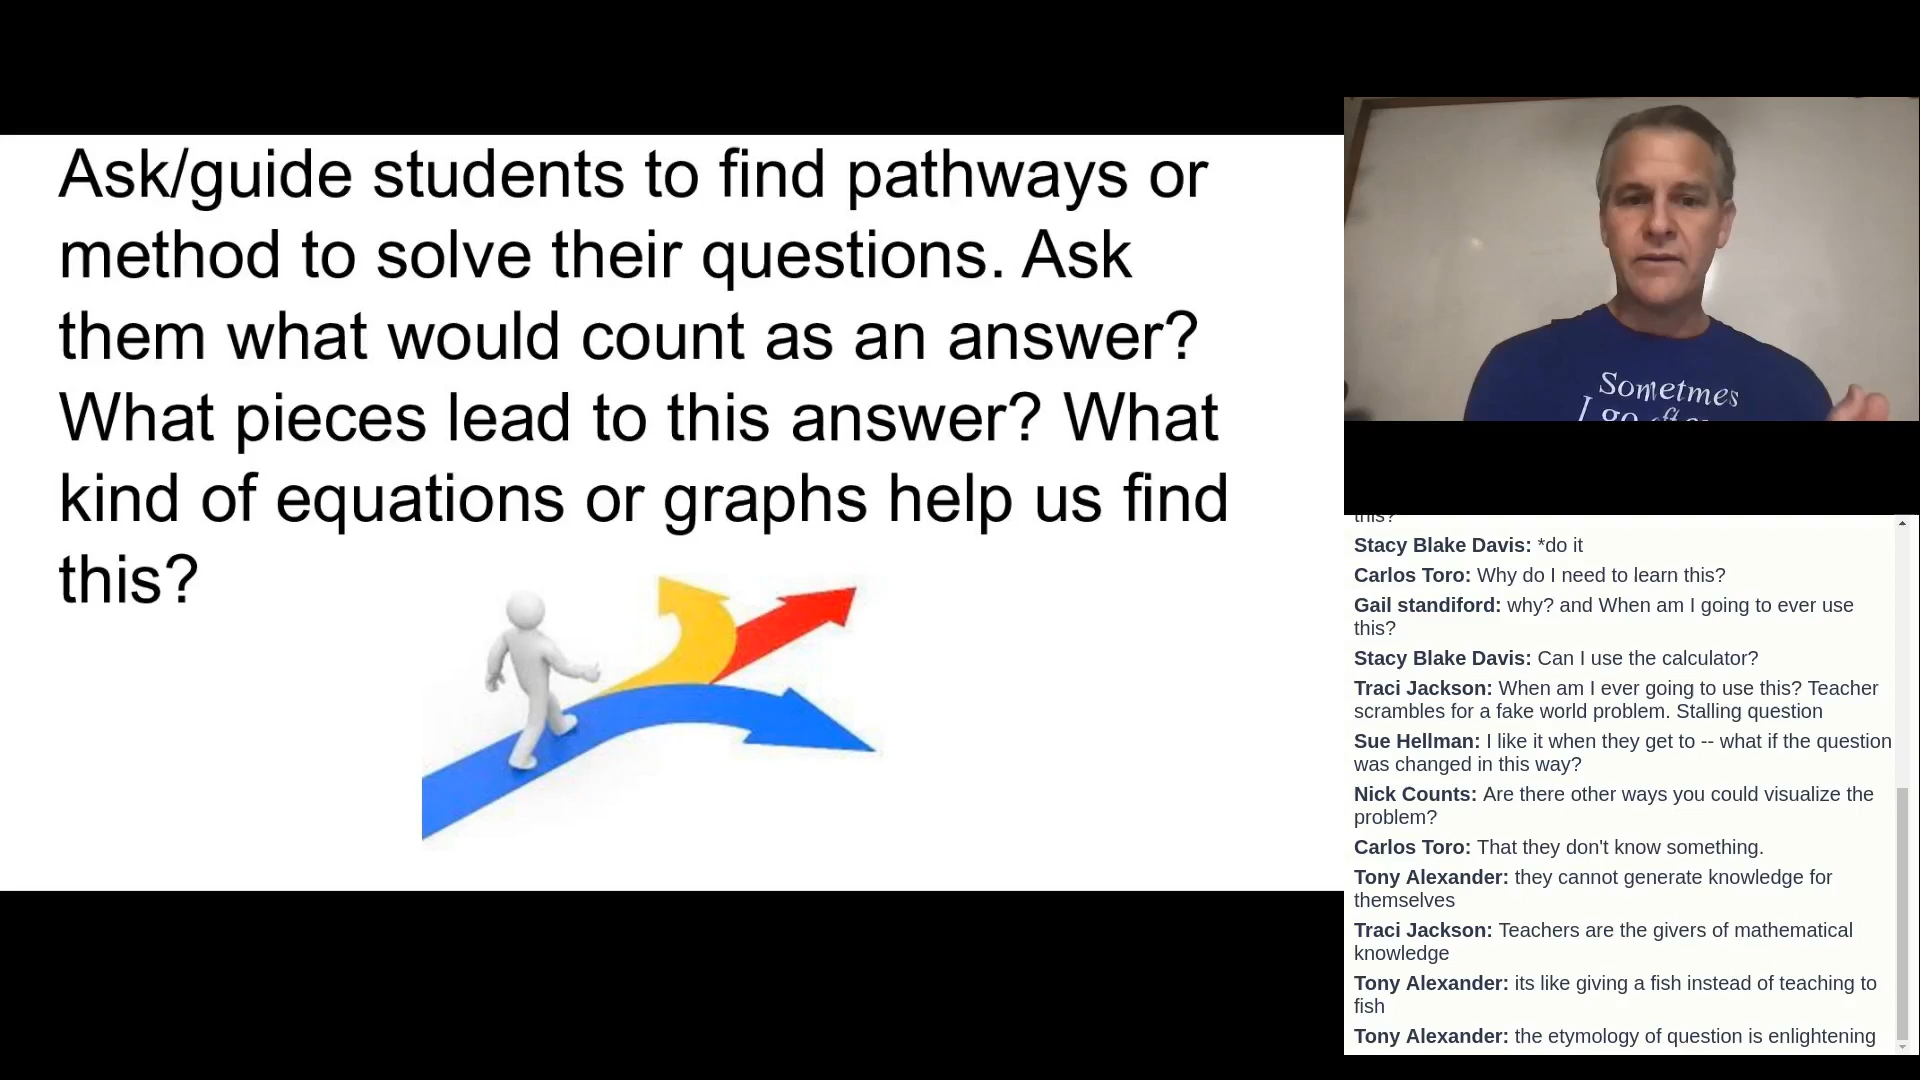 Ask/guide students to find pathways or
method to solve their questions. Ask
them what would count as an answer?
What pieces lead to this answer? What
kind of equations or graphs help us find
this?
Sometmes
I go
this?
Stacy Blake Davis: *do it
Carlos Toro: Why do I need to learn this?
Gail standiford: why? and When am I going to ever use
this?
Stacy Blake Davis: Can I use the calculator?
Traci Jackson: When am I ever going to use this? Teacher
scrambles for a fake world problem. Stalling question
Sue Hellman: I like it when they get to -- what if the question
was changed in this way?
Nick Counts: Are there other ways you could visualize the
problem?
Carlos Toro: That they don't know something.
Tony Alexander: they cannot generate knowledge for
themselves
Traci Jackson: Teachers are the givers of mathematical
knowledge
Tony Alexander: its like giving a fish instead of teaching to
fish
Tony Alexander: the etymology of question is enlightening